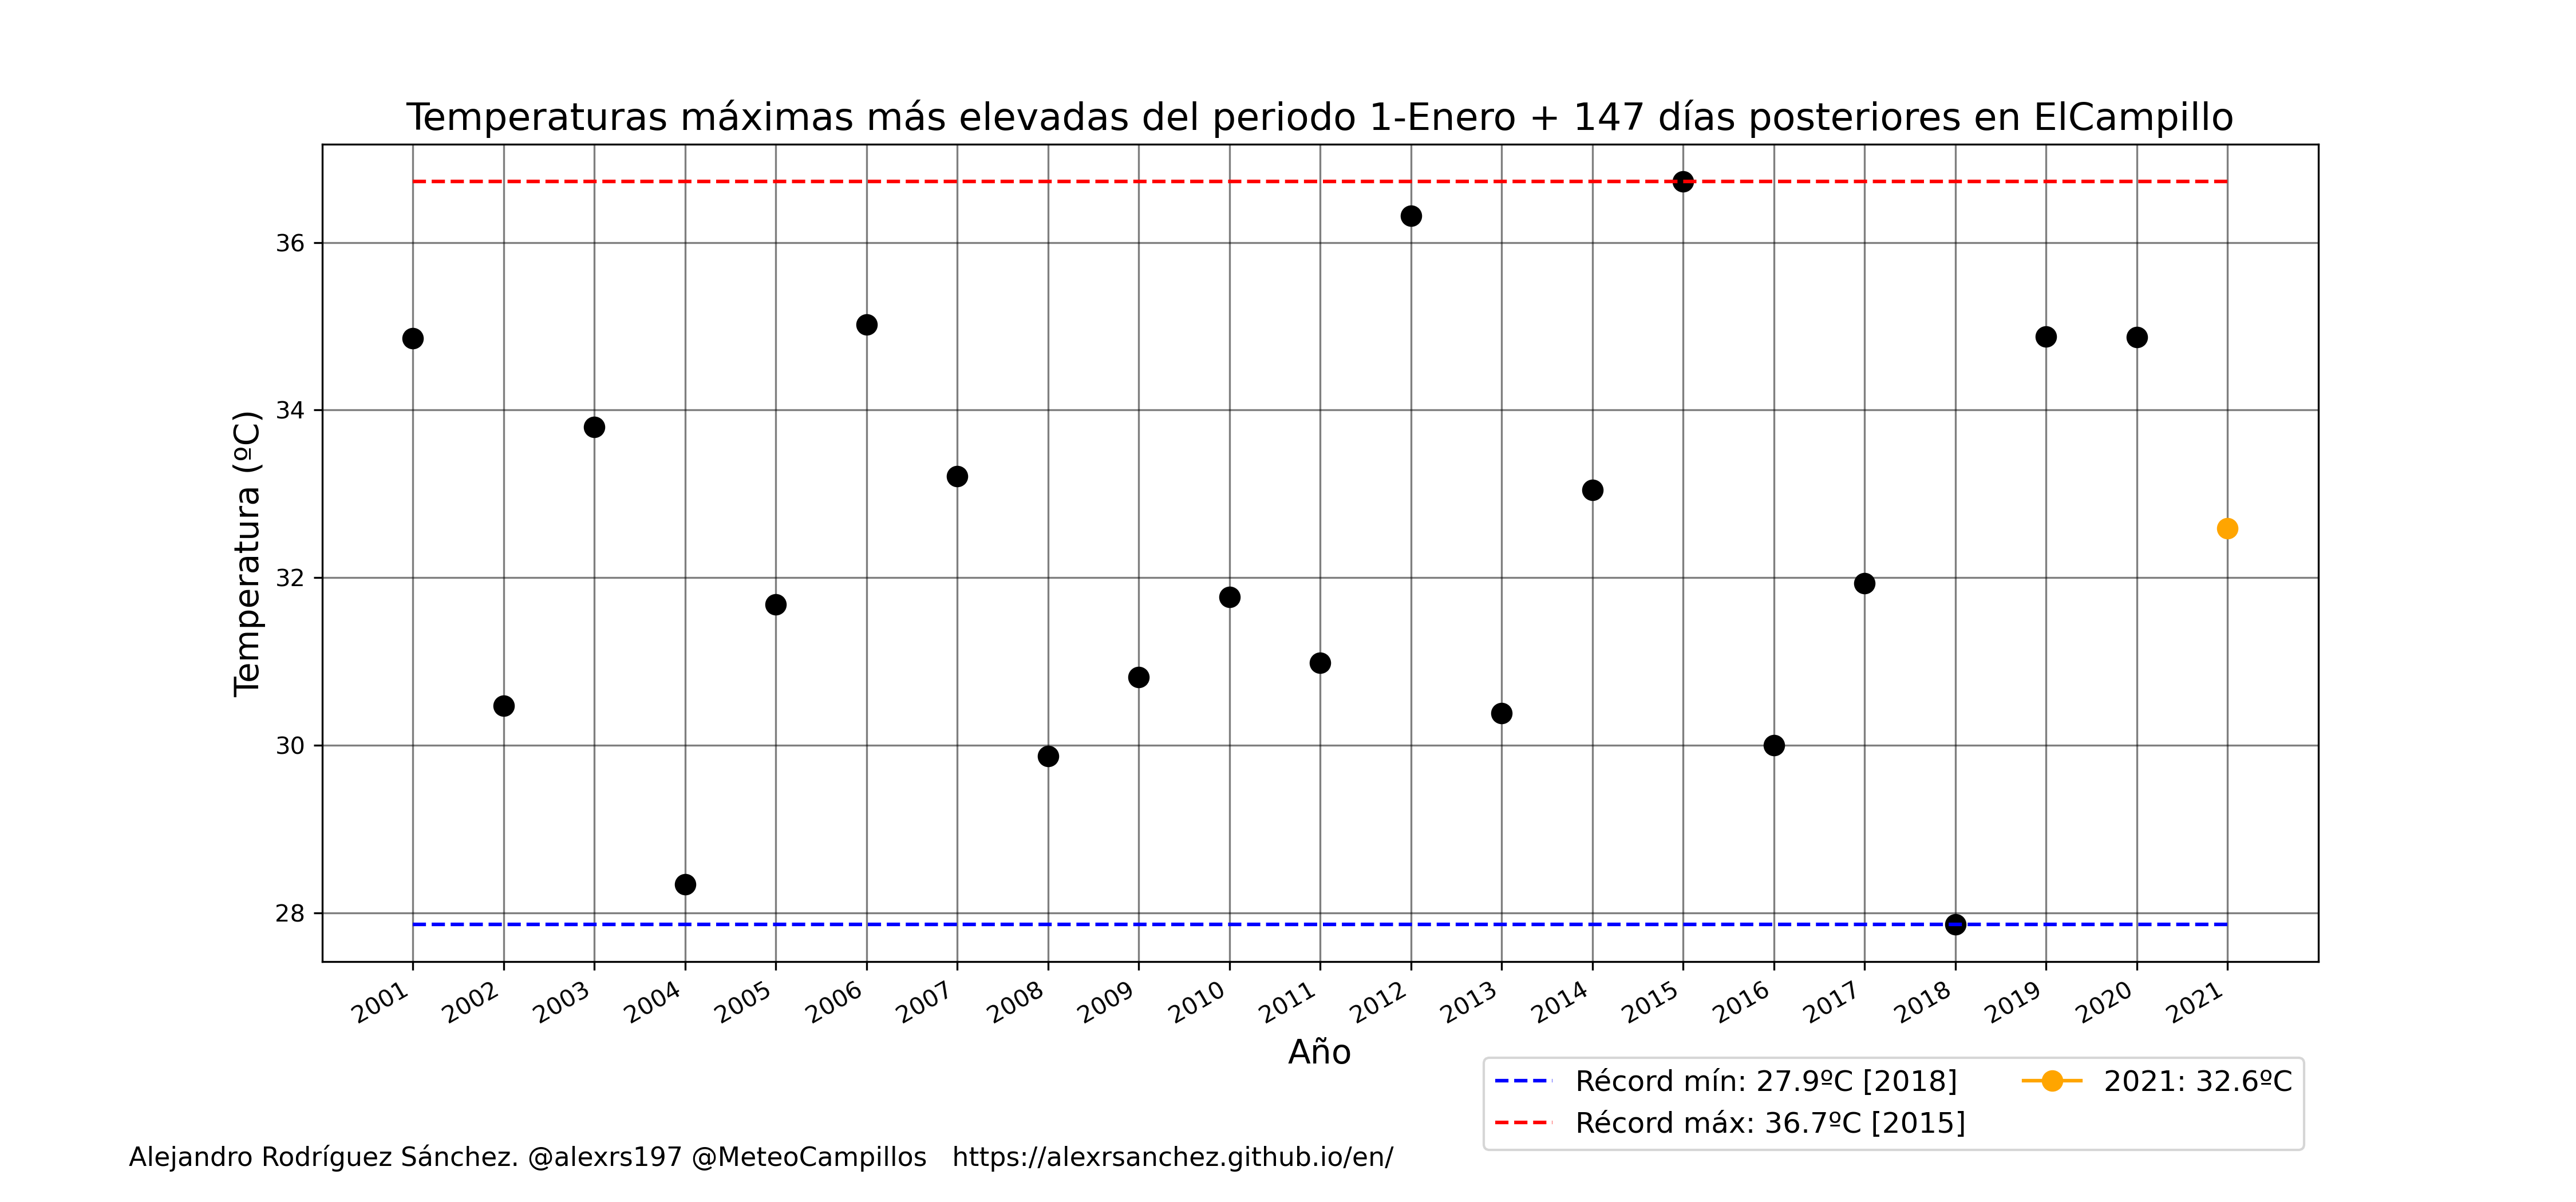 Temperaturas máximas más elevadas del periodo 1-Enero + 147 días posteriores en ElCampillo
Temperatura (ºC)
36
34
32
30
28
2001 2002 2003 2004 2005 2006 2007 2008 2009 2010 2011 2012 2013 2014 2015 2016 2017 2018 2019 2020 2021
Año
Récord mín: 27.9ºC [2018]
Récord máx: 36.7ºC [2015]
2021: 32.6ºC
Alejandro Rodríguez Sánchez. @alexrs197 @MeteoCampillos https://alexrsanchez.github.io/en/